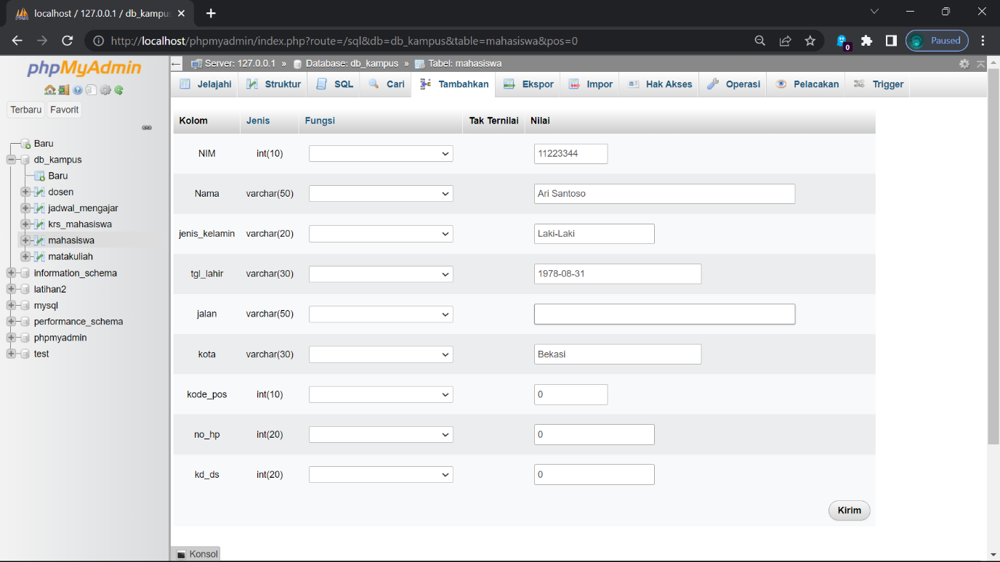 localhost / 127.0.0.1 / db_kampu
http://localhost/phpmyadmin/index.php?route=/sql&db=db_kampus&table=mahasiswa&pos=0
0
Paused
phpMyAdmin
Terbaru Favorit
Baru
db_kampus
Baru
dosen
jadwal_mengajar
krs_mahasiswa
mahasiswa
matakuliah
information_schema
latihan2
mysql
performance_schema
phpmyadmin
test
Server: 127.0.0.1 » Database: db_kampus » Tabel: mahasiswa
Jelajahi Struktur SQL Cari Tambahkan Ekspor Impor Hak Akses Operasi Pelacakan Trigger
Kolom Jenis Fungsi Tak Ternilai Nilai
NIM int(10) 11223344
Nama varchar(50) Ari Santoso
jenis_kelamin varchar(20) Laki-Laki
tgl_lahir varchar(30) 1978-08-31
jalan varchar(50)
kota varchar(30) Bekasi
kode_pos int(10) 0
no_hp int(20) 0
kd_ds int(20) 0
Kirim
Konsol